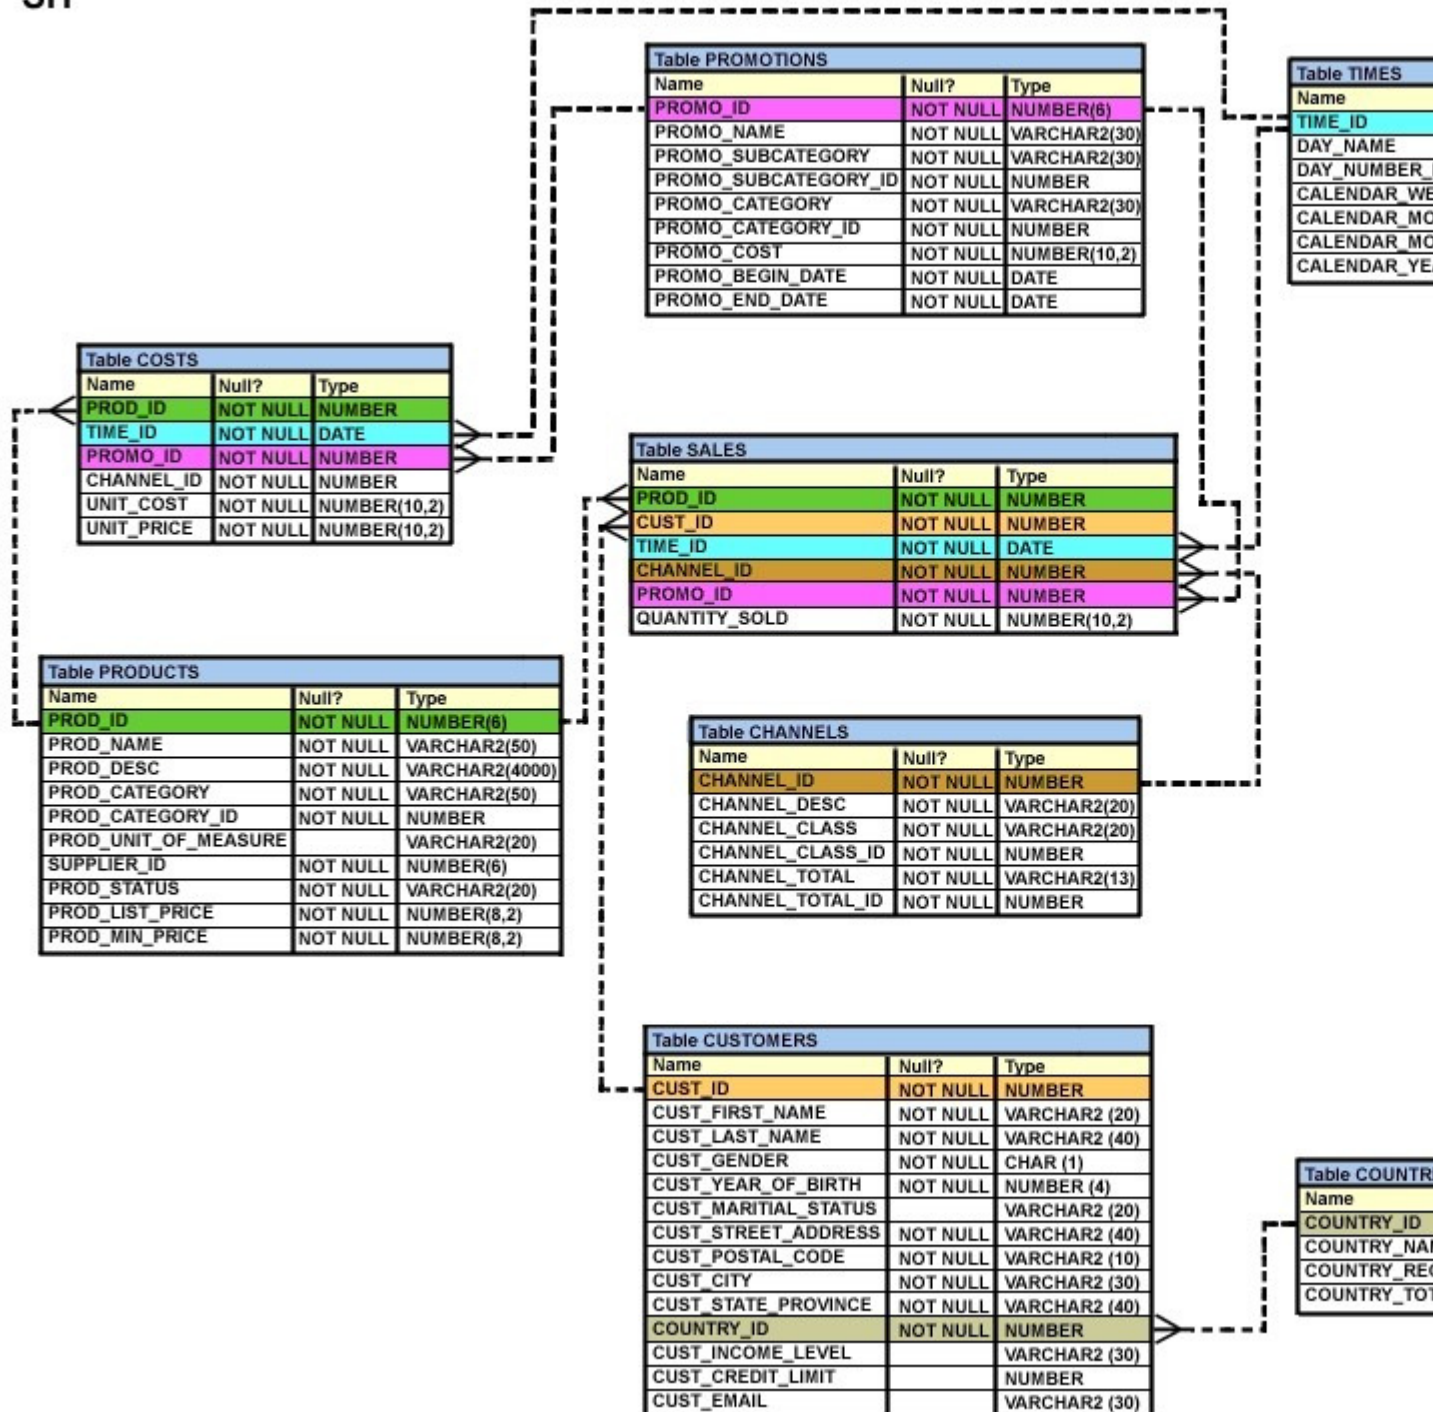 SH
Table PROMOTIONS
Name Null? Type
PROMO_ID NOT NULL NUMBER(6)
PROMO_NAME NOT NULL VARCHAR2(30)
PROMO_SUBCATEGORY NOT NULL VARCHAR2(30)
PROMO_SUBCATEGORY_ID NOT NULL NUMBER
PROMO_CATEGORY NOT NULL VARCHAR2(30)
PROMO_CATEGORY_ID NOT NULL NUMBER
PROMO_COST NOT NULL NUMBER(10,2)
PROMO_BEGIN_DATE NOT NULL DATE
PROMO_END_DATE NOT NULL DATE
Table TIMES
Name
TIME_ID
DAY_NAME
DAY_NUMBER_
CALENDAR_WE
CALENDAR_MO
CALENDAR_MO
CALENDAR_YE
Table COSTS
Name Null? Type
PROD_ID NOT NULL NUMBER
TIME_ID NOT NULL DATE
PROMO_ID NOT NULL NUMBER
CHANNEL_ID NOT NULL NUMBER
UNIT_COST NOT NULL NUMBER(10,2)
UNIT_PRICE NOT NULL NUMBER(10,2)
Table SALES
Name Null? Type
PROD_ID NOT NULL NUMBER
CUST_ID NOT NULL NUMBER
TIME_ID NOT NULL DATE
CHANNEL_ID NOT NULL NUMBER
PROMO_ID NOT NULL NUMBER
QUANTITY_SOLD NOT NULL NUMBER(10,2)
Table PRODUCTS
Name Null? Type
PROD_ID NOT NULL NUMBER(6)
PROD_NAME NOT NULL VARCHAR2(50)
PROD_DESC NOT NULL VARCHAR2(4000)
PROD_CATEGORY NOT NULL VARCHAR2(50)
PROD_CATEGORY_ID NOT NULL NUMBER
PROD_UNIT_OF_MEASURE VARCHAR2(20)
SUPPLIER_ID NOT NULL NUMBER(6)
PROD_STATUS NOT NULL VARCHAR2(20)
PROD_LIST_PRICE NOT NULL NUMBER(8,2)
PROD_MIN_PRICE NOT NULL NUMBER(8,2)
Table CHANNELS
Name Null? Type
CHANNEL_ID NOT NULL NUMBER
CHANNEL_DESC NOT NULL VARCHAR2(20)
CHANNEL_CLASS NOT NULL VARCHAR2(20)
CHANNEL_CLASS_ID NOT NULL NUMBER
CHANNEL_TOTAL NOT NULL VARCHAR2(13)
CHANNEL_TOTAL_ID NOT NULL NUMBER
Table CUSTOMERS
Name Null? Type
CUST_ID NOT NULL NUMBER
CUST_FIRST_NAME NOT NULL VARCHAR2 (20)
CUST_LAST_NAME NOT NULL VARCHAR2 (40)
CUST_GENDER NOT NULL CHAR (1)
CUST_YEAR_OF_BIRTH NOT NULL NUMBER (4)
CUST_MARITIAL_STATUS VARCHAR2 (20)
CUST_STREET_ADDRESS NOT NULL VARCHAR2 (40)
CUST_POSTAL_CODE NOT NULL VARCHAR2 (10)
CUST_CITY NOT NULL VARCHAR2 (30)
CUST_STATE_PROVINCE NOT NULL VARCHAR2 (40)
COUNTRY_ID NOT NULL NUMBER
CUST_INCOME_LEVEL VARCHAR2 (30)
CUST_CREDIT_LIMIT NUMBER
CUST_EMAIL VARCHAR2 (30)
Table COUNTR
Name
COUNTRY_ID
COUNTRY_NA
COUNTRY_RE
COUNTRY_TO